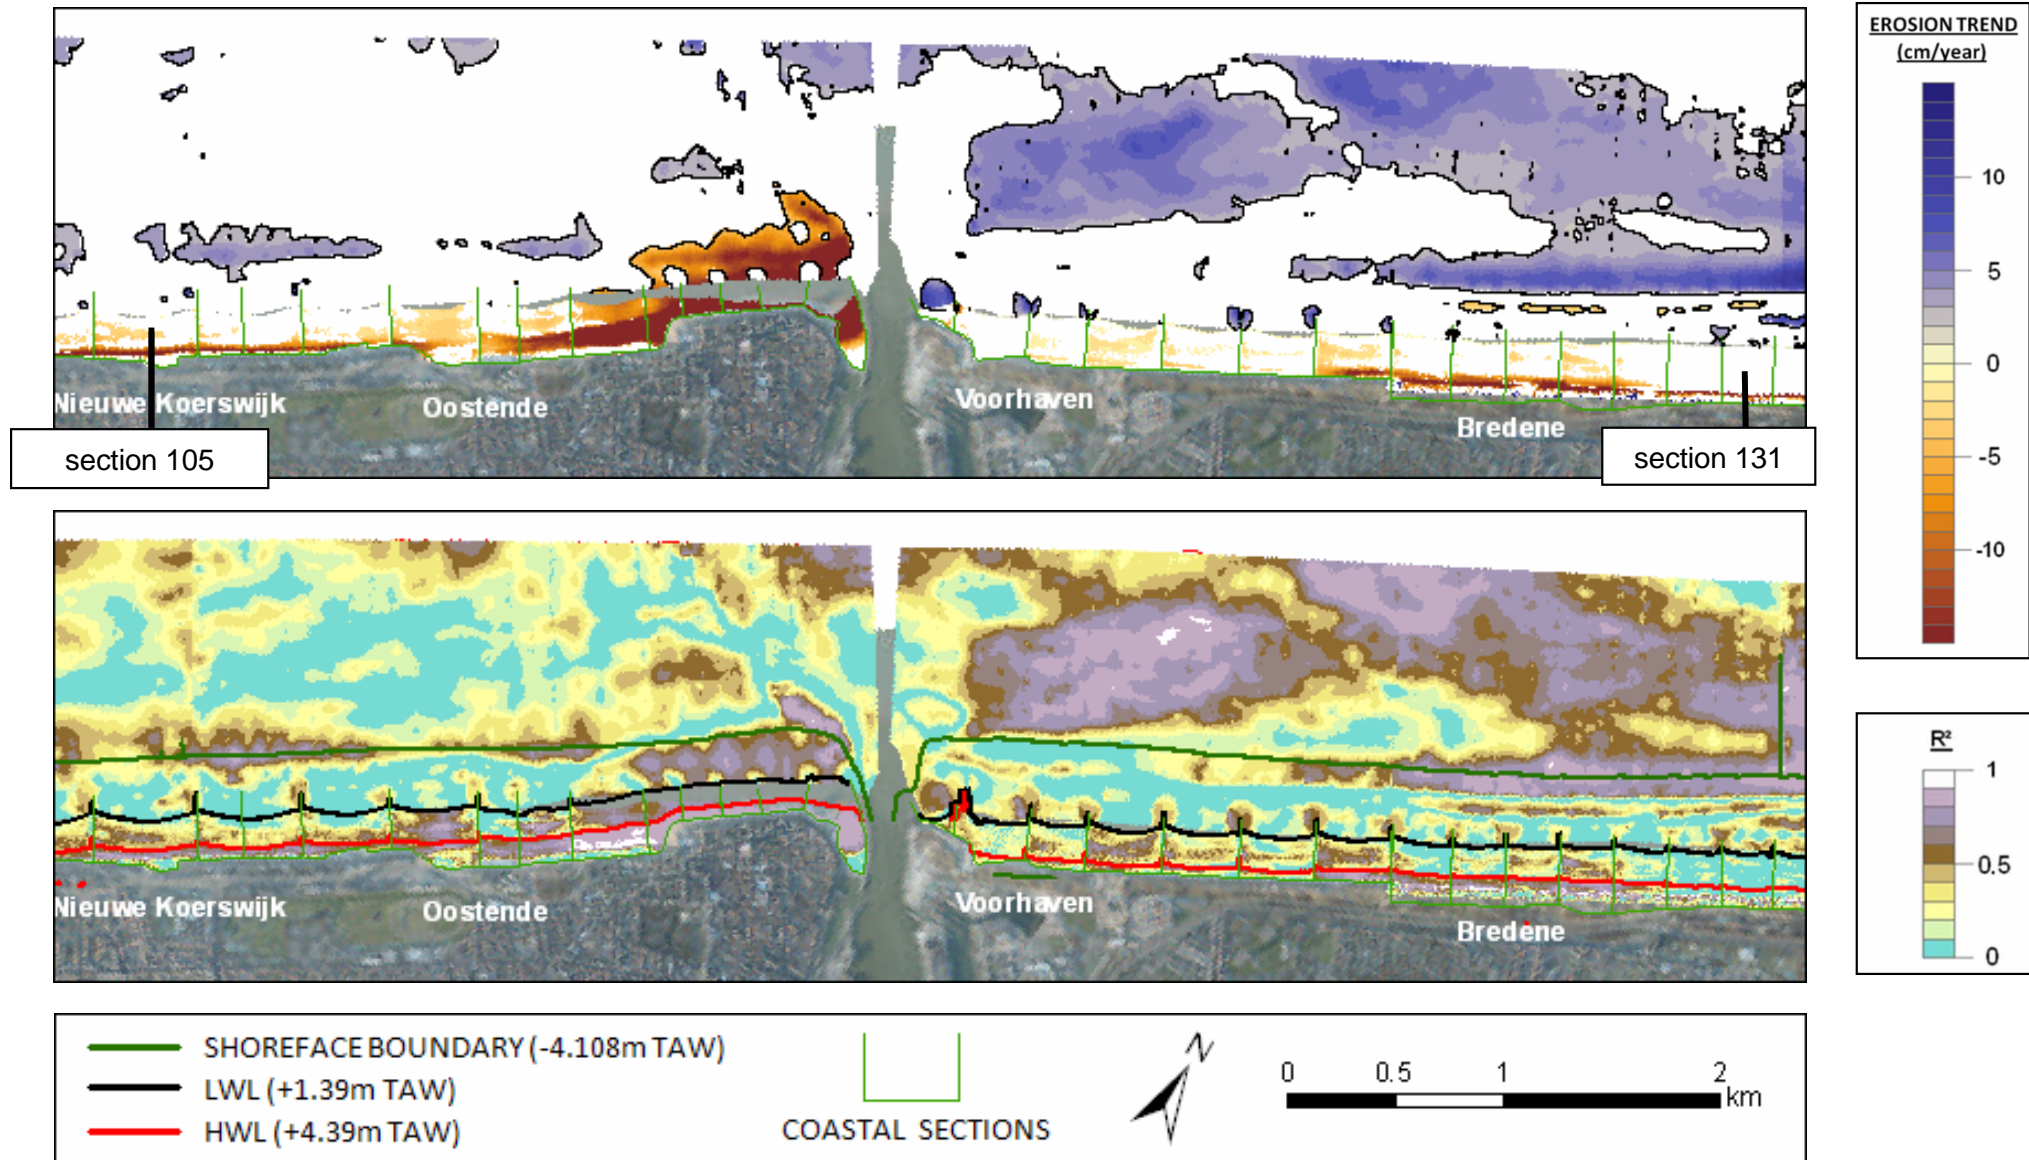 EROSION TREND
(cm/year)
10
5
0
-5
-10
Nieuwe Koerswijk
Oostende
Voorhaven
Bredene
section 105
section 131
Nieuwe Koerswijk
Oostende
Voorhaven
Bredene
R²
1
0.5
0
SHOREFACE BOUNDARY (-4.108m TAW)
LWL (+1.39m TAW)
HWL (+4.39m TAW)
COASTAL SECTIONS
N
0 0.5 1 2
km